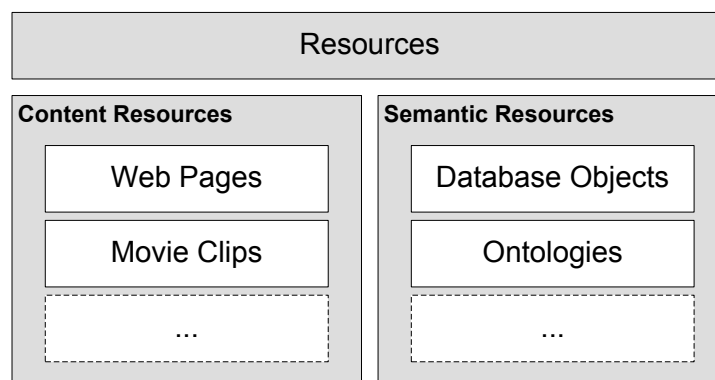 Resources
Content Resources
Web Pages
Movie Clips
...
Semantic Resources
Database Objects
Ontologies
...